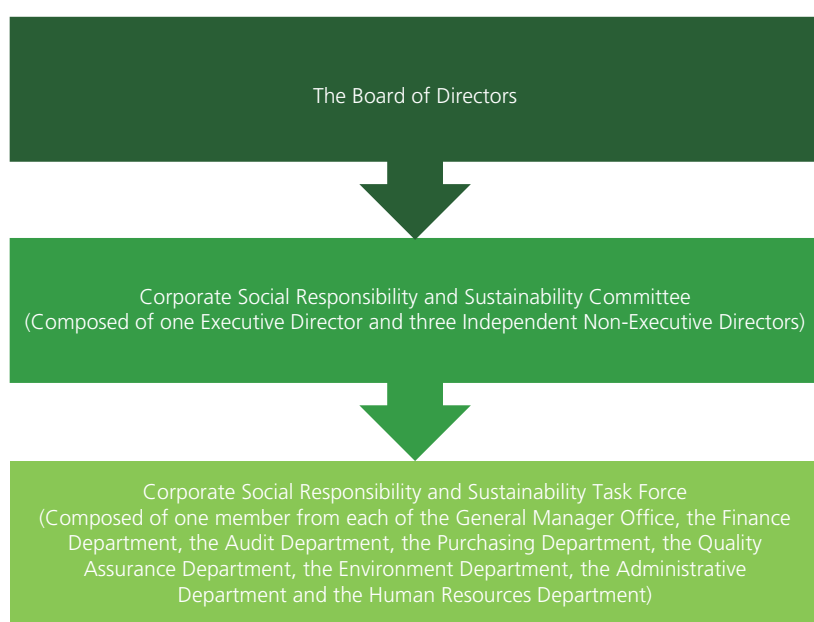 The Board of Directors
Corporate Social Responsibility and Sustainability Committee
(Composed of one Executive Director and three Independent Non-Executive Directors)
Corporate Social Responsibility and Sustainability Task Force
(Composed of one member from each of the General Manager Office, the Finance
Department, the Audit Department, the Purchasing Department, the Quality
Assurance Department, the Environment Department, the Administrative
Department and the Human Resources Department)